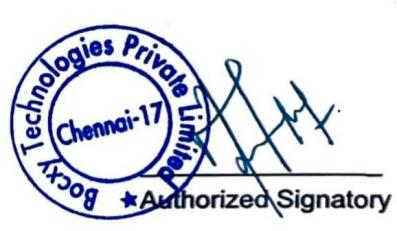 Bocxy Technologies Private Limited
Chennai-17
★Authorized Signatory